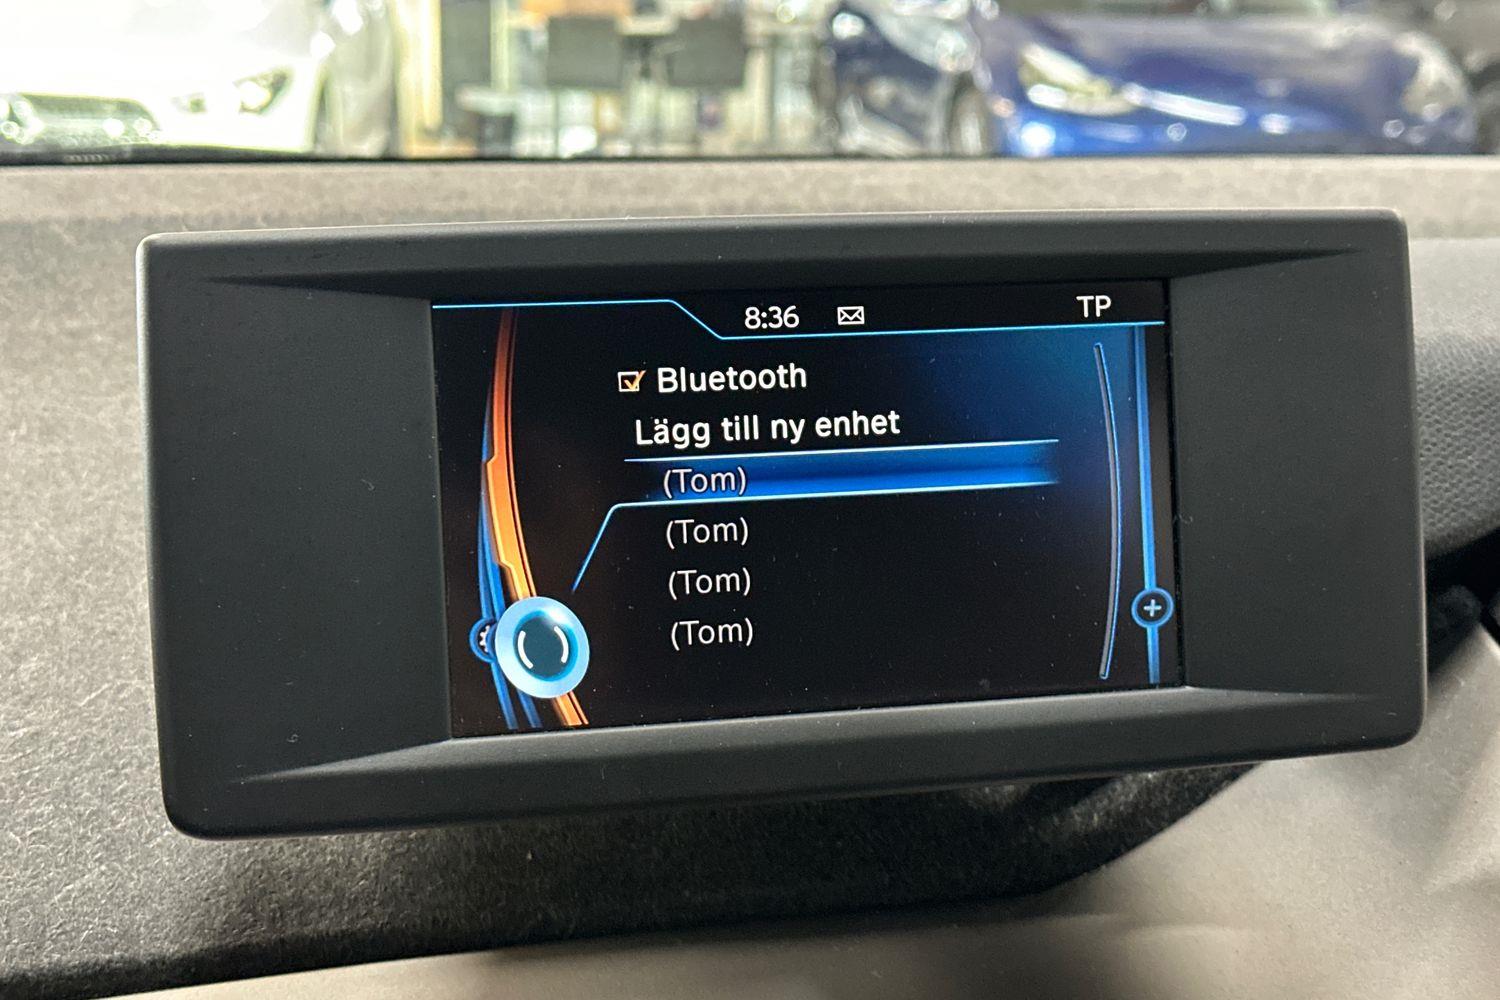 8:36 TP
Bluetooth
Lägg till ny enhet
(Tom)
(Tom)
(Tom)
(Tom)